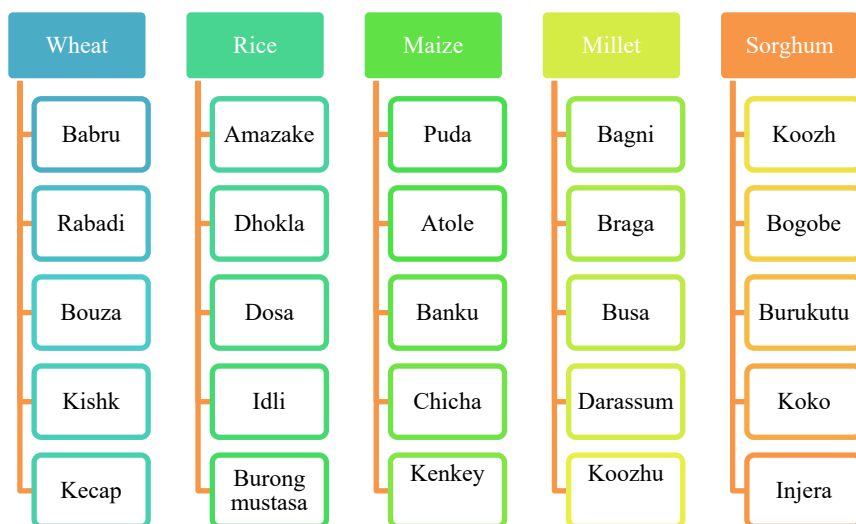 Wheat
Babru
Rabadi
Bouza
Kishk
Kecap
Rice
Amazake
Dhokla
Dosa
Idli
Burong
mustasa
Maize
Puda
Atole
Banku
Chicha
Kenkey
Millet
Bagni
Braga
Busa
Darassum
Koozhu
Sorghum
Koozh
Bogobe
Burukutu
Koko
Injera